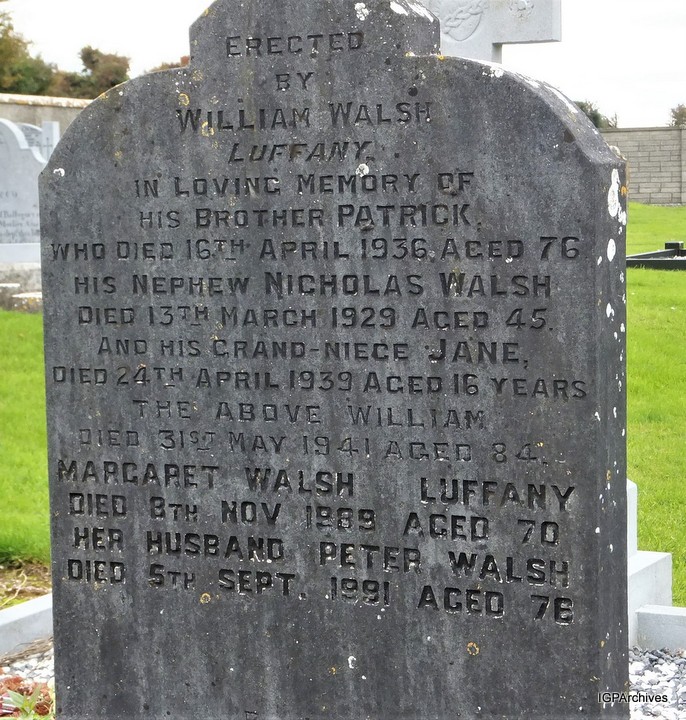 ERECTED
BY
WILLIAM WALSH
LUFFANY.
IN LOVING MEMORY OF
HIS BROTHER PATRICK.
WHO DIED 16TH APRIL 1936. AGED 76
HIS NEPHEW NICHOLAS WALSH
DIED 13TH MARCH 1929 AGED 45.
AND HIS GRAND-NIECE JANE,
DIED 24TH APRIL 1939 AGED 16 YEARS
THE ABOVE WILLIAM
DIED 31ST MAY 1941 AGED 84.
MARGARET WALSH LUFFANY
DIED 8TH NOV 1989 AGED 70
HER HUSBAND PETER WALSH
DIED 5TH SEPT. 1991 AGED
IGPArchives